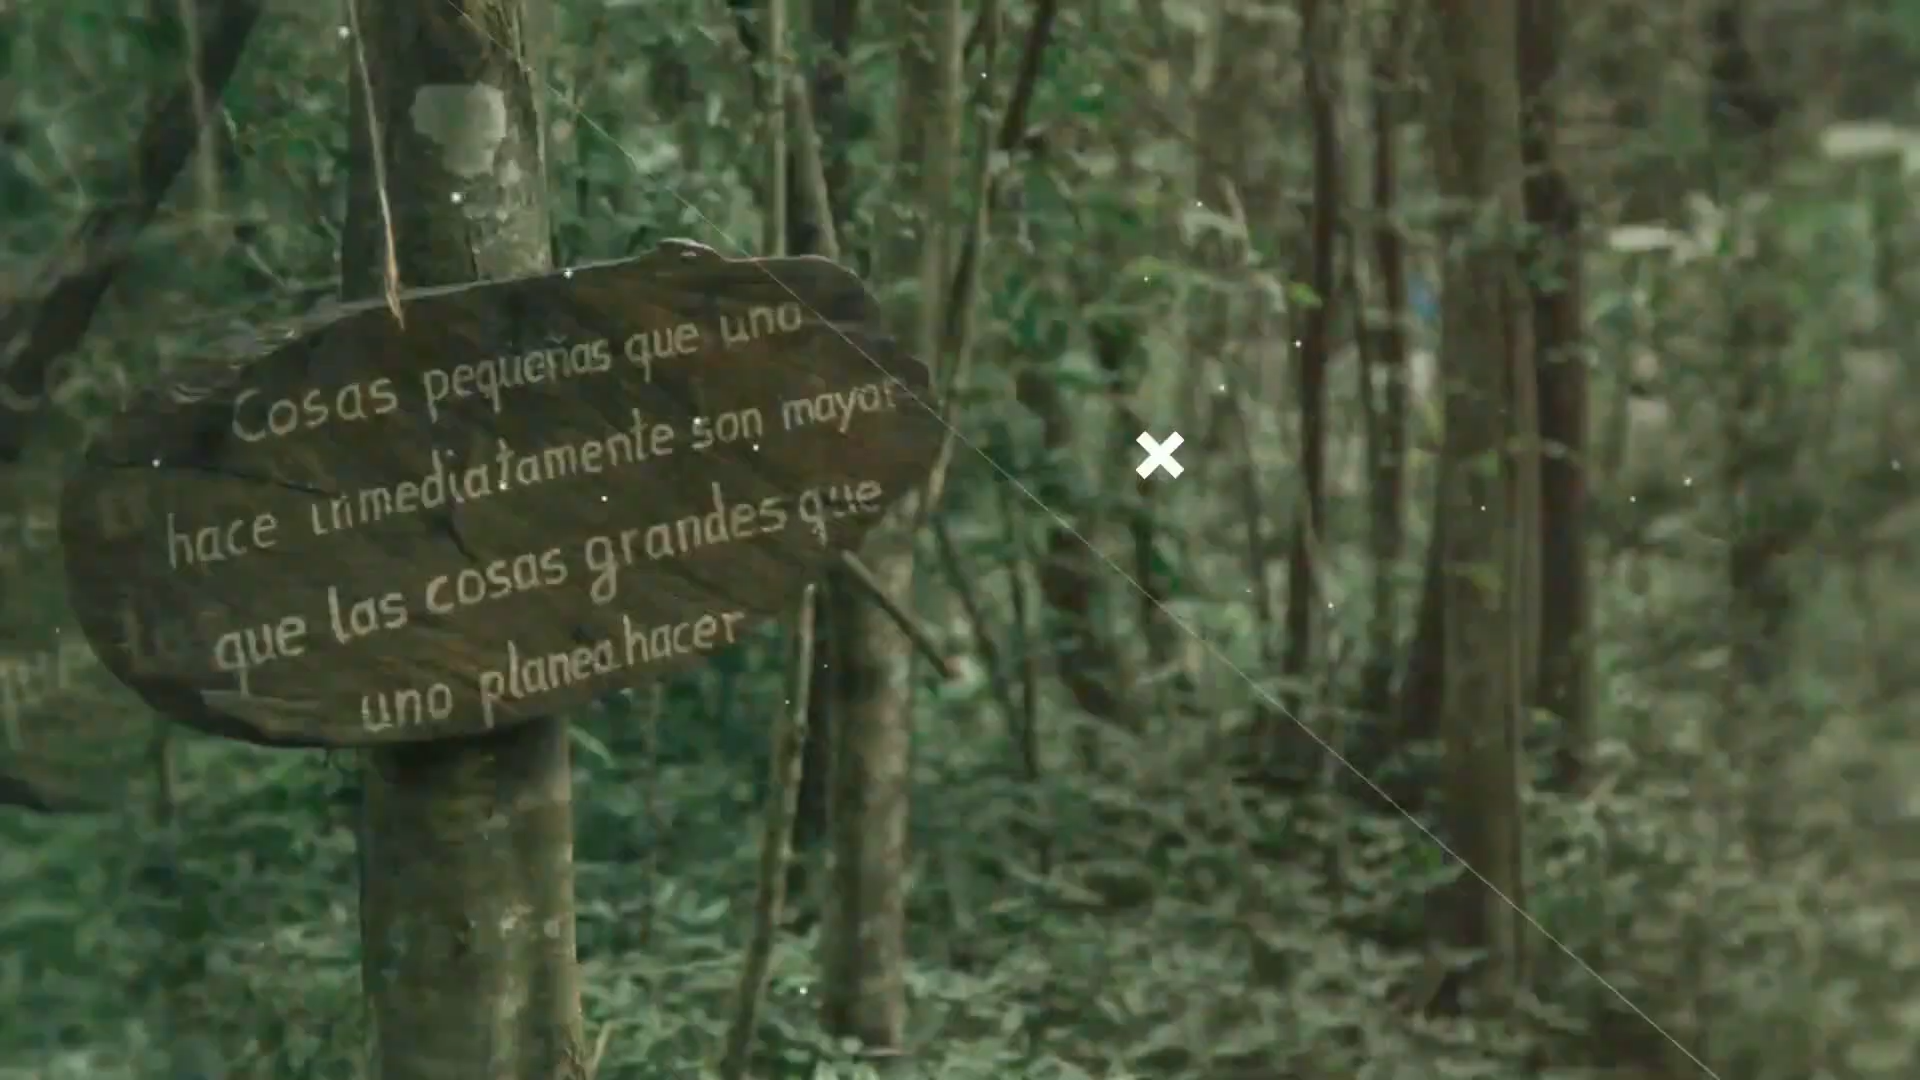 Cosas pequeñas que uno
hace inmediatamente son mayor
que las cosas grandes que
uno planea hacer